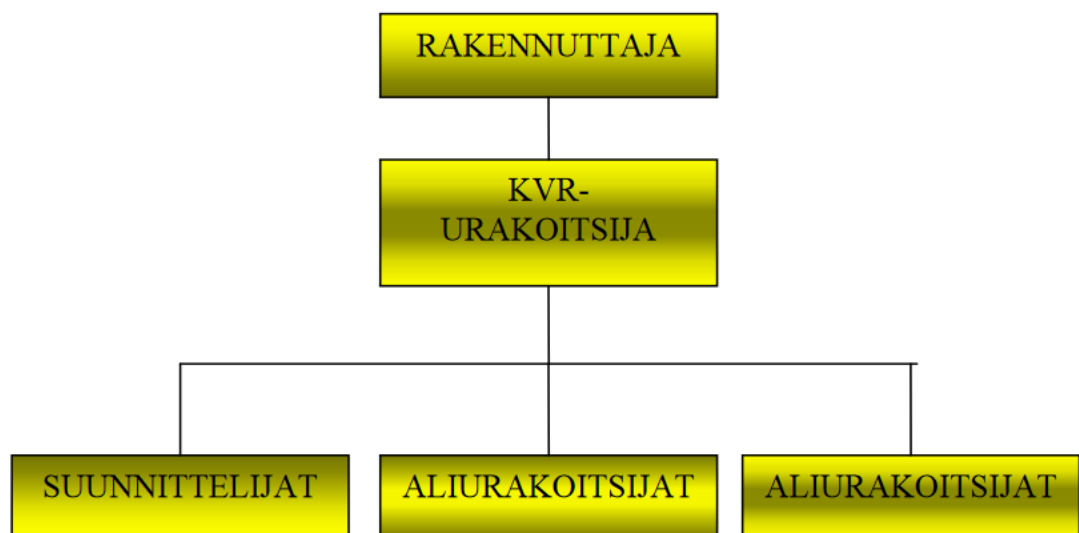 RAKENNUTTAJA
KVR-
URAKOITSIJA
SUUNNITTELIJAT
ALIURAKOITSIJAT
ALIURAKOITSIJAT